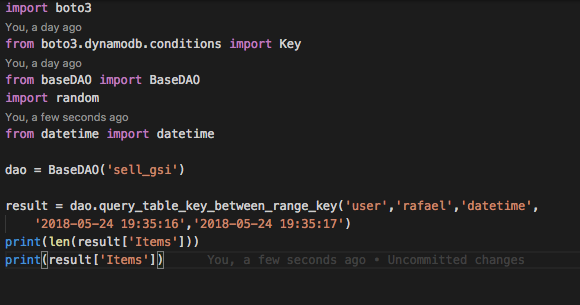 import boto3
You, a day ago
from boto3.dynamodb.conditions import Key
You, a day ago
from baseDAO import BaseDAO
import random
You, a few seconds ago
from datetime import datetime
dao = BaseDAO('sell_gsi')
result = dao.query_table_key_between_range_key('user','rafael','datetime',
'2018-05-24 19:35:16','2018-05-24 19:35:17')
print(len(result['Items']))
print(result['Items']) You, a few seconds ago • Uncommitted changes